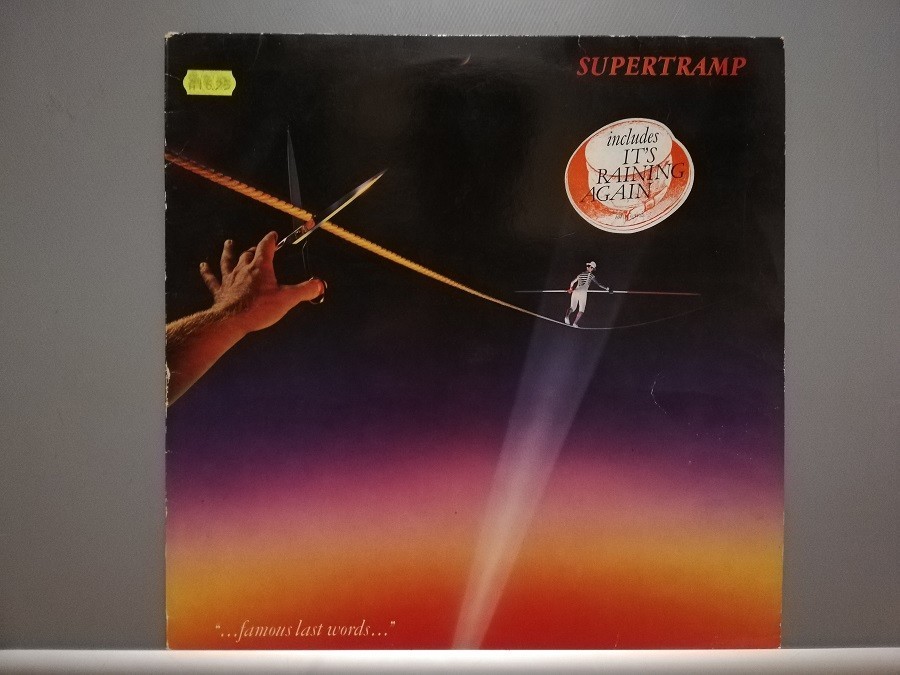 SUPERTRAMP
includes
IT'S
RAINING
AGAIN
"...famous last words..."